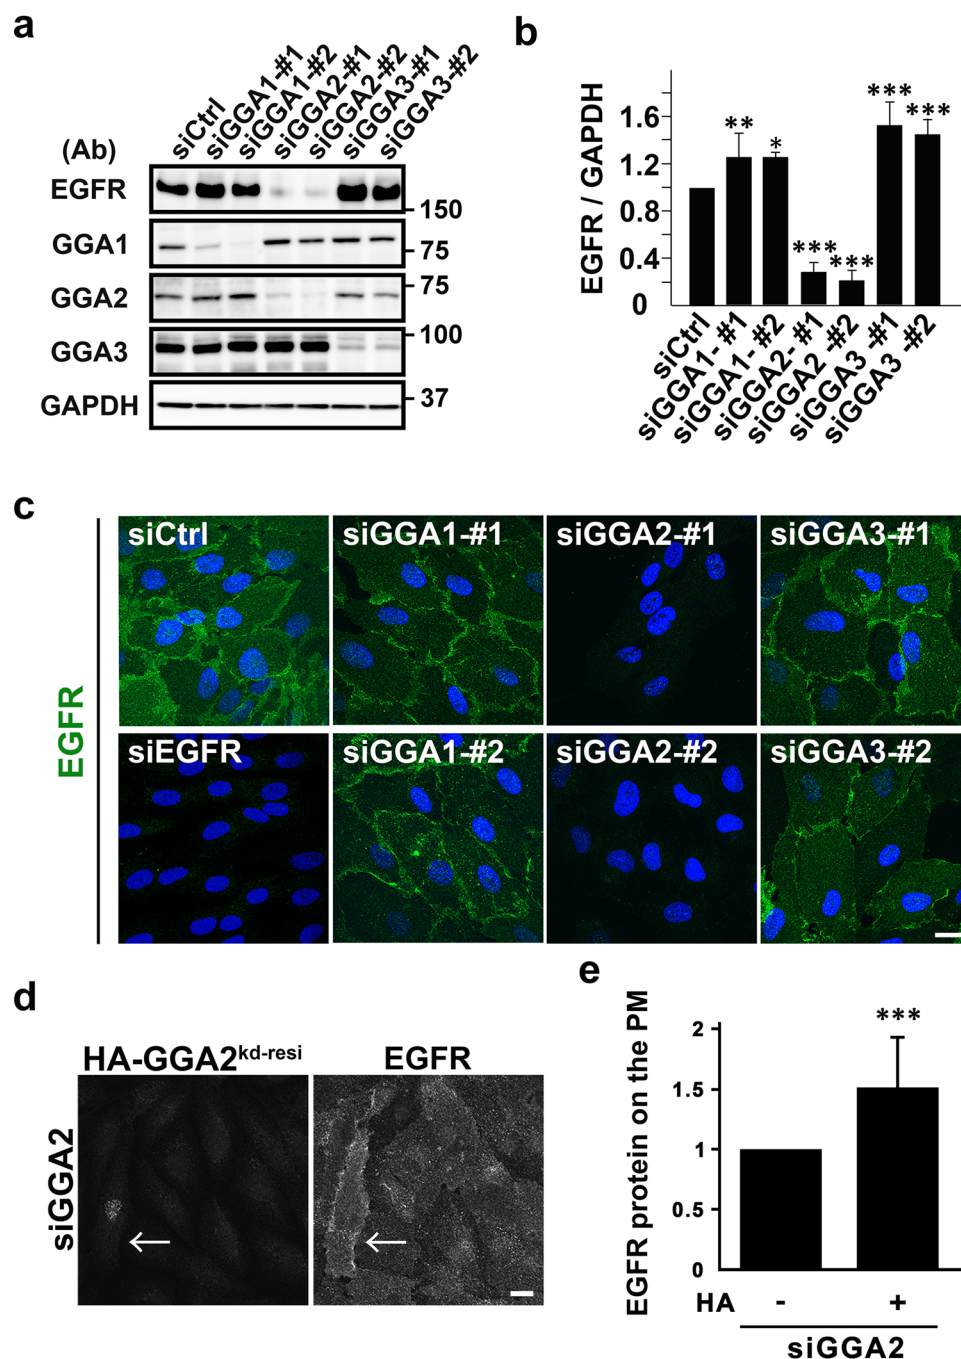 a
siCtrl
siGGA1-#1
siGGA1-#2
siGGA2-#1
siGGA2-#2
siGGA3-#1
siGGA3-#2
(Ab)
EGFR
150
GGA1
75
GGA2
75
GGA3
100
GAPDH
37
b
EGFR / GAPDH
1.6
1.2
0.8
0.4
0
**
*
***
***
***
***
siCtrl
siGGA1- #1
siGGA1- #2
siGGA2- #1
siGGA2 -#2
siGGA3 -#1
siGGA3 -#2
c
EGFR
siCtrl
siGGA1-#1
siGGA2-#1
siGGA3-#1
siEGFR
siGGA1-#2
siGGA2-#2
siGGA3-#2
d
HA-GGA2kd-resi
EGFR
siGGA2
e
EGFR protein on the PM
2
1.5
1
0.5
0
***
HA - +
siGGA2